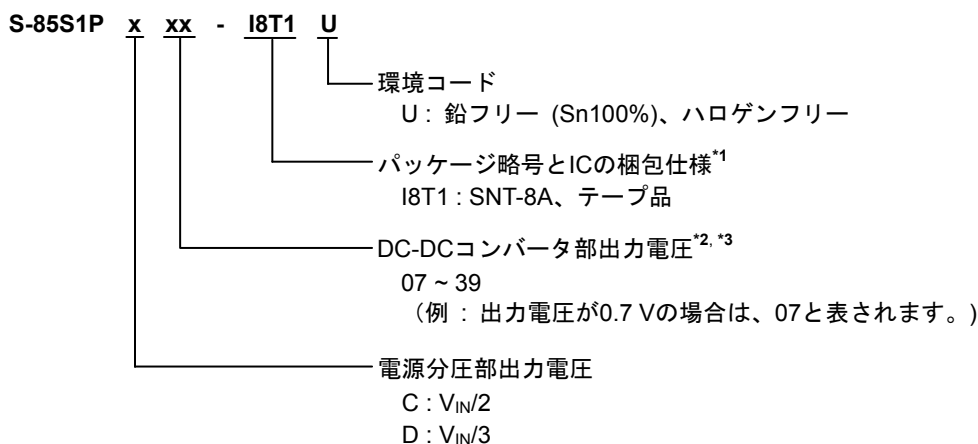 S-85S1P x xx - I8T1 U
環境コード
U : 鉛フリー (Sn100%)、ハロゲンフリー
パッケージ略号とICの梱包仕様*1
I8T1 : SNT-8A、テープ品
DC-DCコンバータ部出力電圧*2, *3
07 ~ 39
(例 : 出力電圧が0.7 Vの場合は、07と表されます。)
電源分圧部出力電圧
C : VIN/2
D : VIN/3